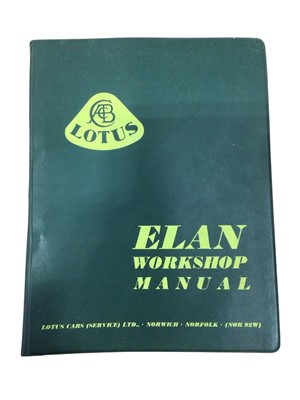 ACBC
LOTUS
ELAN
WORKSHOP
MANUAL
LOTUS CARS (SERVICE) LTD., · NORWICH · NORFOLK · (NOR 92W)